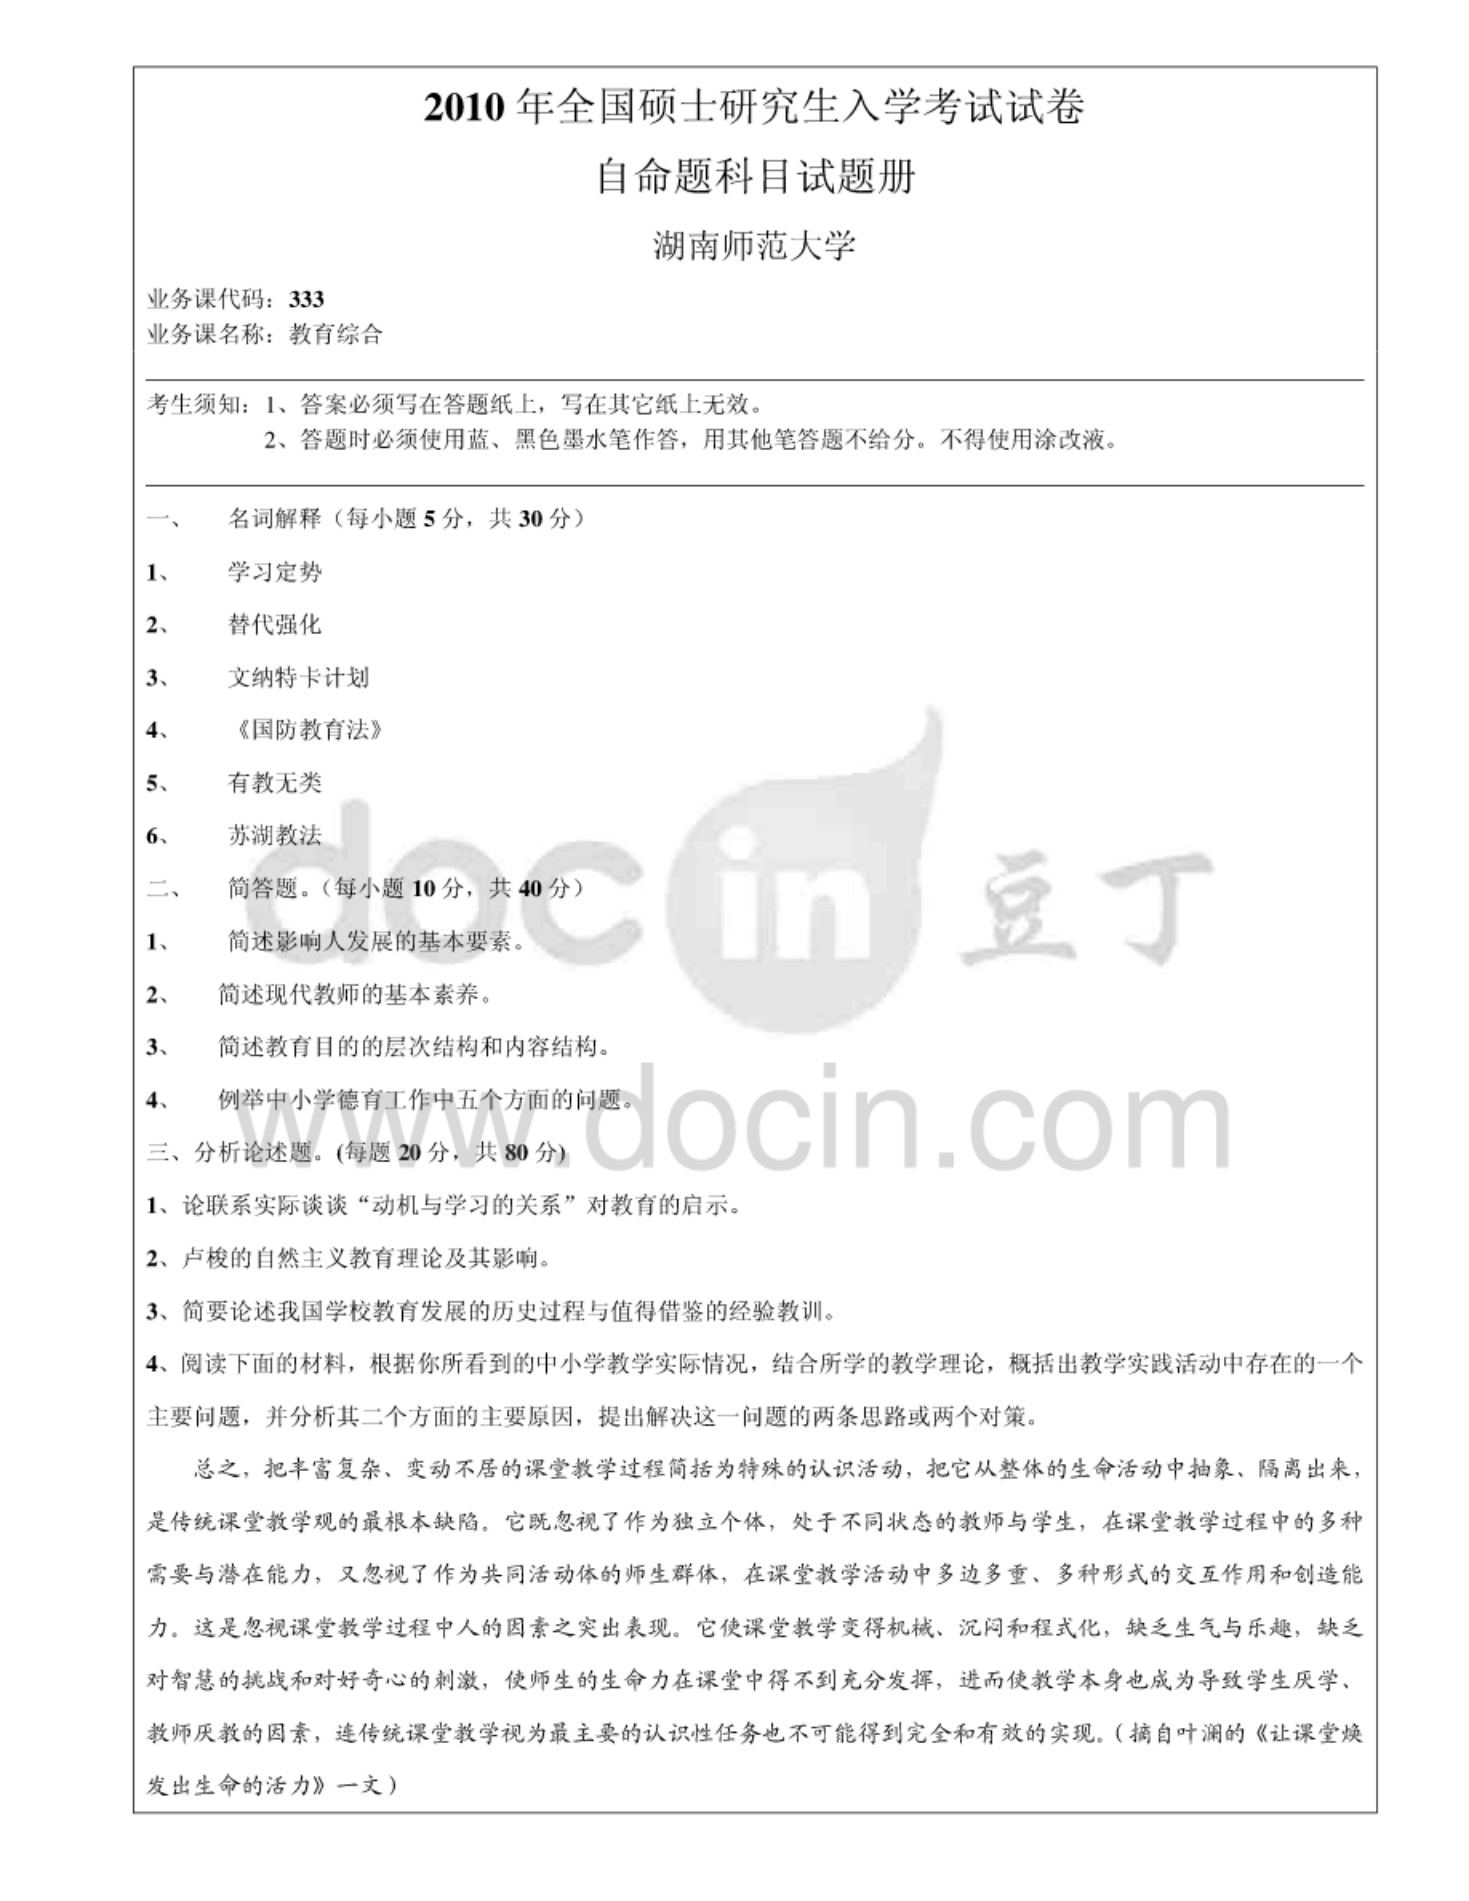 2010 年全国硕士研究生入学考试试卷
自命题科目试题册
湖南师范大学
业务课代码：333
业务课名称：教育综合
考生须知：1、答案必须写在答题纸上，写在其它纸上无效。
2、答题时必须使用蓝、黑色墨水笔作答，用其他笔答题不给分。不得使用涂改液。
一、 名词解释（每小题 5 分，共 30 分）
1、 学习定势
2、 替代强化
3、 文纳特卡计划
4、 《国防教育法》
5、 有教无类
6、 苏湖教法
二、 简答题。（每小题 10 分，共 40 分）
1、 简述影响人发展的基本要素。
2、 简述现代教师的基本素养。
3、 简述教育目的的层次结构和内容结构。
4、 例举中小学德育工作中五个方面的问题。
三、分析论述题。(每题 20 分，共 80 分)
1、论联系实际谈谈“动机与学习的关系”对教育的启示。
2、卢梭的自然主义教育理论及其影响。
3、简要论述我国学校教育发展的历史过程与值得借鉴的经验教训。
4、阅读下面的材料，根据你所看到的中小学教学实际情况，结合所学的教学理论，概括出教学实践活动中存在的一个
主要问题，并分析其二个方面的主要原因，提出解决这一问题的两条思路或两个对策。
总之，把丰富复杂、变动不居的课堂教学过程简括为特殊的认识活动，把它从整体的生命活动中抽象、隔离出来，
是传统课堂教学观的最根本缺陷。它既忽视了作为独立个体，处于不同状态的教师与学生，在课堂教学过程中的多种
需要与潜在能力，又忽视了作为共同活动体的师生群体，在课堂教学活动中多边多重、多种形式的交互作用和创造能
力。这是忽视课堂教学过程中人的因素之突出表现。它使课堂教学变得机械、沉闷和程式化，缺乏生气与乐趣，缺乏
对智慧的挑战和对好奇心的刺激，使师生的生命力在课堂中得不到充分发挥，进而使教学本身也成为导致学生厌学、
教师厌教的因素，连传统课堂教学视为最主要的认识性任务也不可能得到完全和有效的实现。（摘自叶澜的《让课堂焕
发出生命的活力》一文）
docin 豆丁
www.docin.com